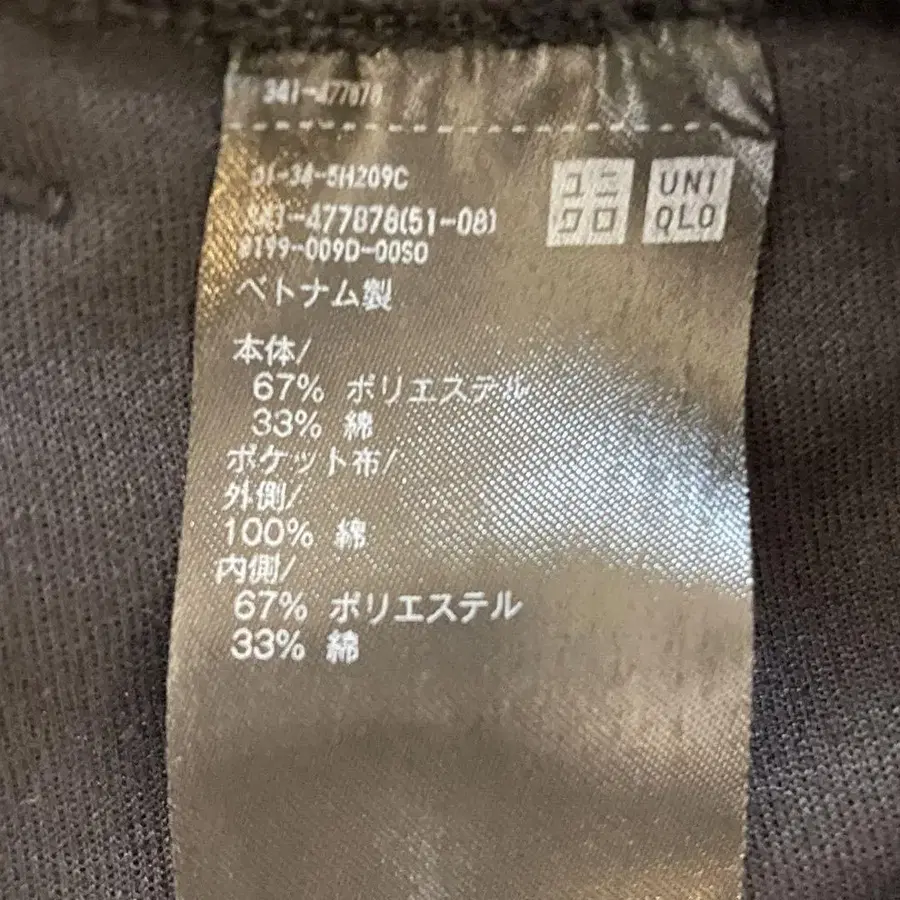 341-477878
01-34-5H209C
341-477878(51-08)
8199-009D-00S0
ベトナム製
ユニ
クロ
UNI
QLO
本体/
67% ポリエステル
33% 綿
ポケット布/
外側/
100% 綿
内側/
67% ポリエステル
33% 綿